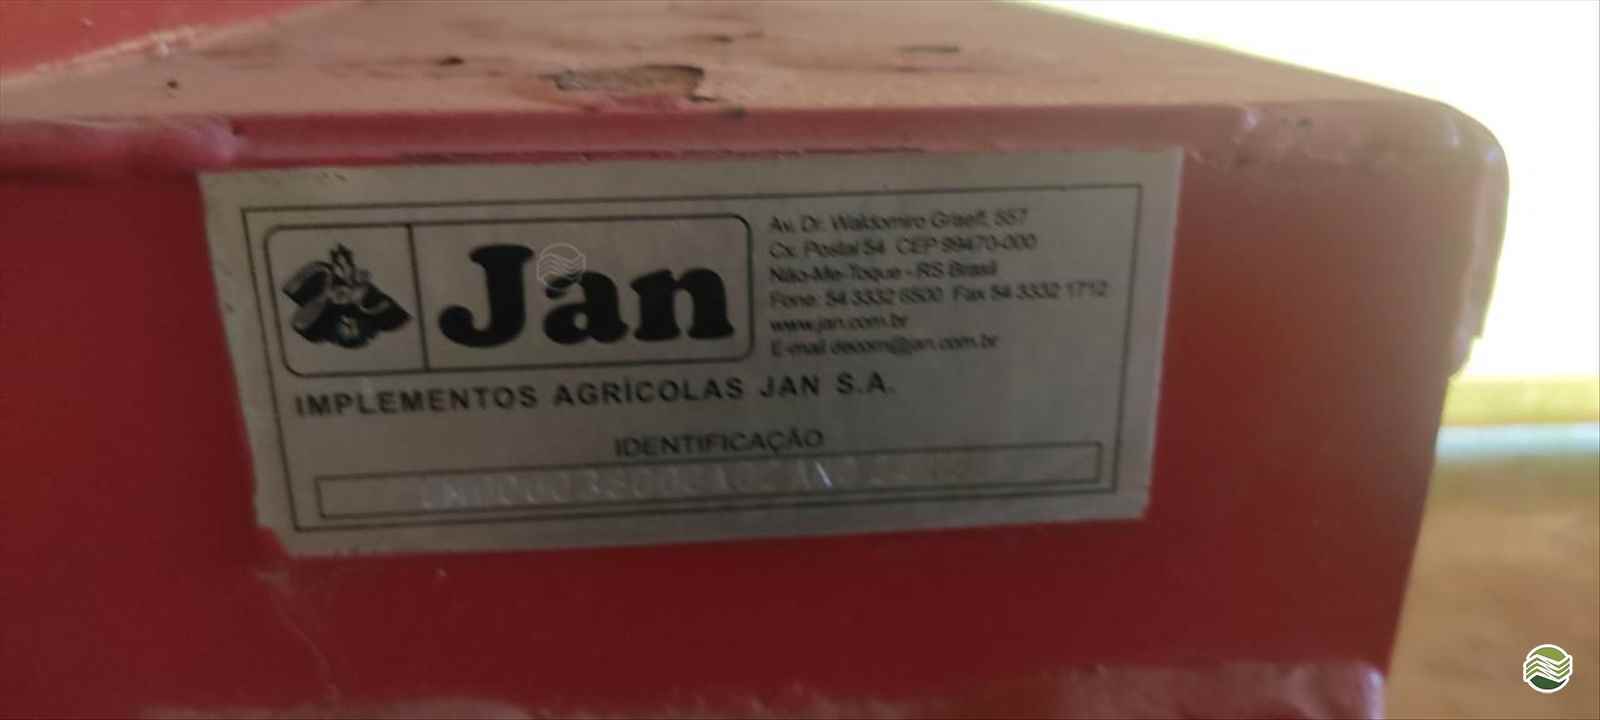 Jan
Av. Dr. Waldomiro Graeff, 557
Cx. Postal 54 CEP 99470-000
Não-Me-Toque - RS Brasil
Fone: 54 3332 6500 Fax 54 3332 1712
www.jan.com.br
E-mail decom@jan.com.br
IMPLEMENTOS AGRÍCOLAS JAN S.A.
IDENTIFICAÇÃO